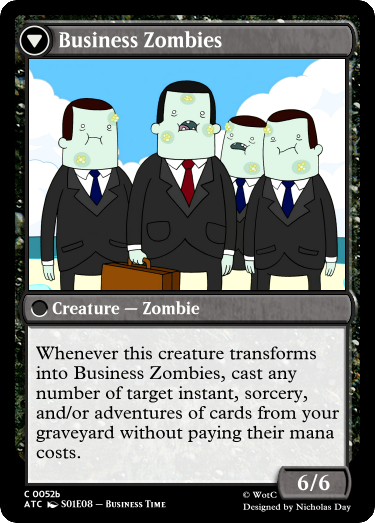 Business Zombies
Creature — Zombie
Whenever this creature transforms
into Business Zombies, cast any
number of target instant, sorcery,
and/or adventures of cards from your
graveyard without paying their mana
costs.
6/6
C 0052b
ATC S01E08 — Business Time
© WotC
Designed by Nicholas Day